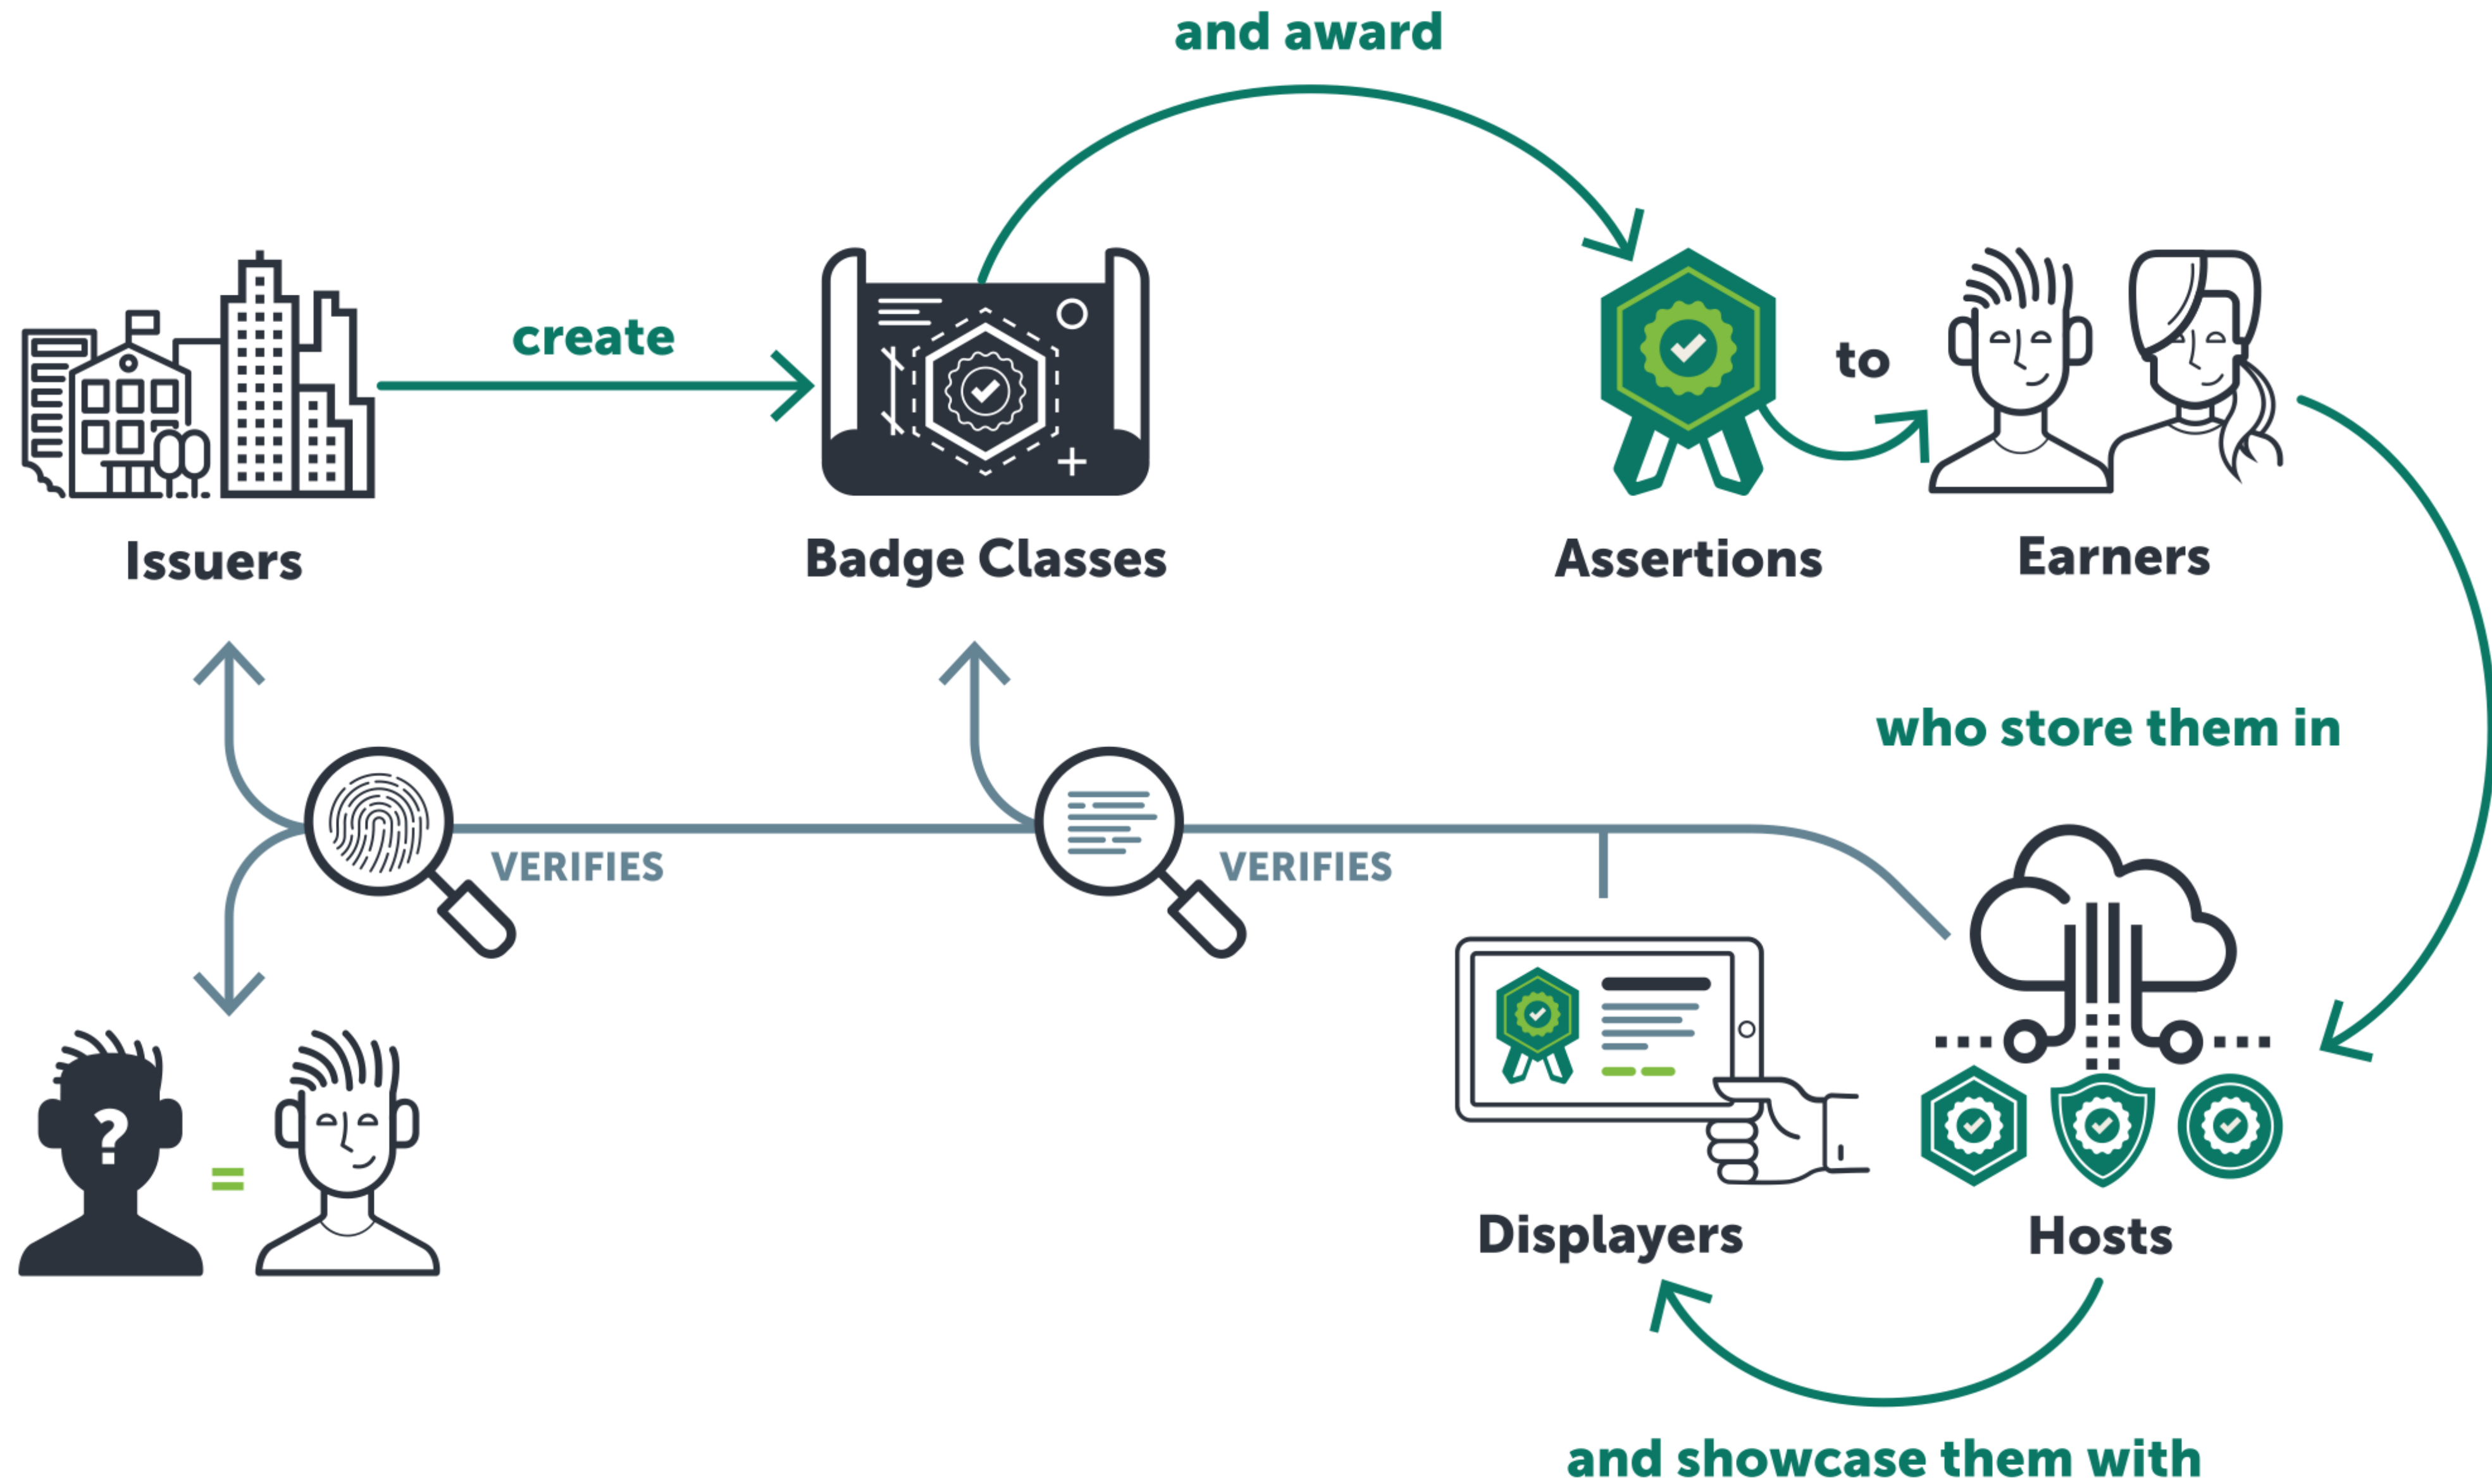 and award
create
to
Issuers
Badge Classes
Assertions
Earners
who store them in
VERIFIES
VERIFIES
?
=
Displayers
Hosts
and showcase them with